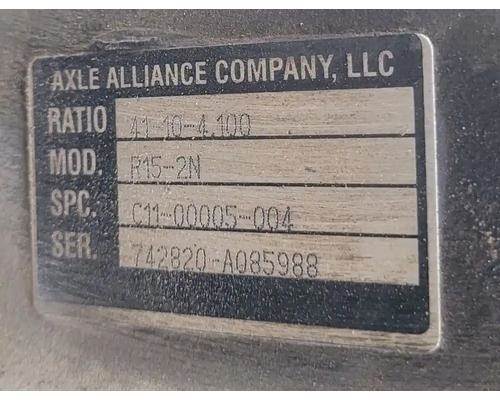 AXLE ALLIANCE COMPANY, LLC
RATIO 41-10-4.100
MOD. R15-2N
SPC. C11-00005-004
SER. 742820-A085988